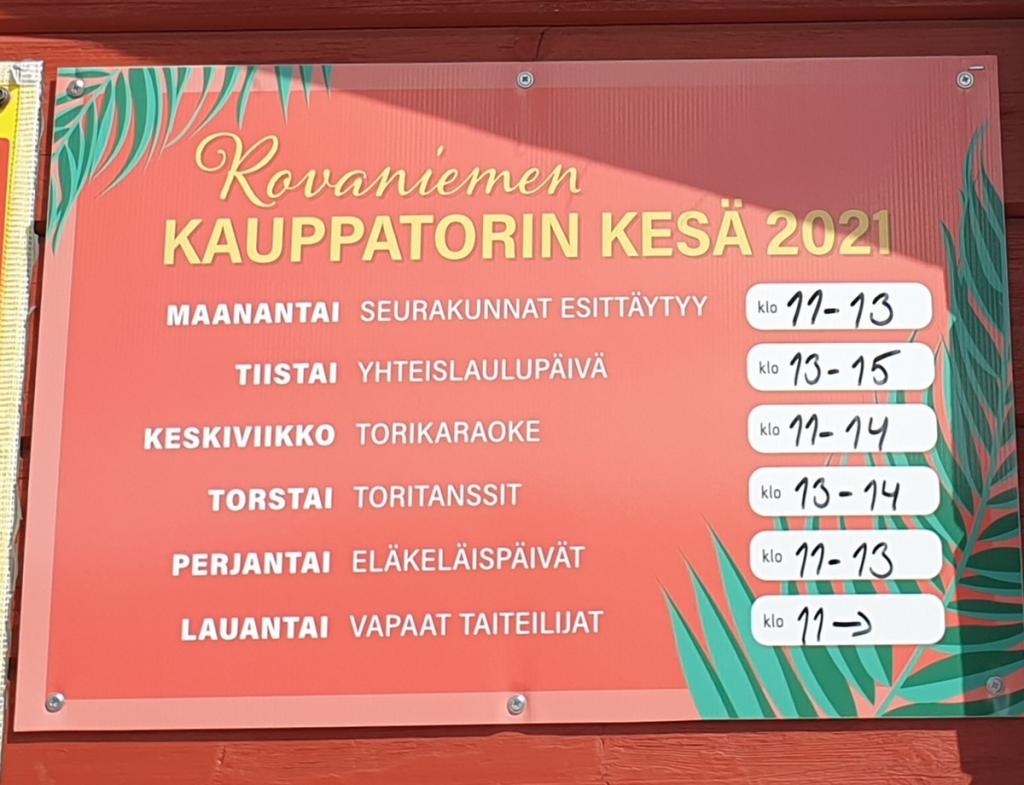 Rovaniemen
KAUPPATORIN KESÄ 2021
MAANANTAI SEURAKUNNAT ESITTÄYTYY klo 11-13
TIISTAI YHTEISLAULUPÄIVÄ klo 13-15
KESKIVIIKKO TORIKARAOKE klo 11-14
TORSTAI TORITANSSIT klo 13-14
PERJANTAI ELÄKELÄISPÄIVÄT klo 11-13
LAUANTAI VAPAAT TAITEILIJAT klo 11→